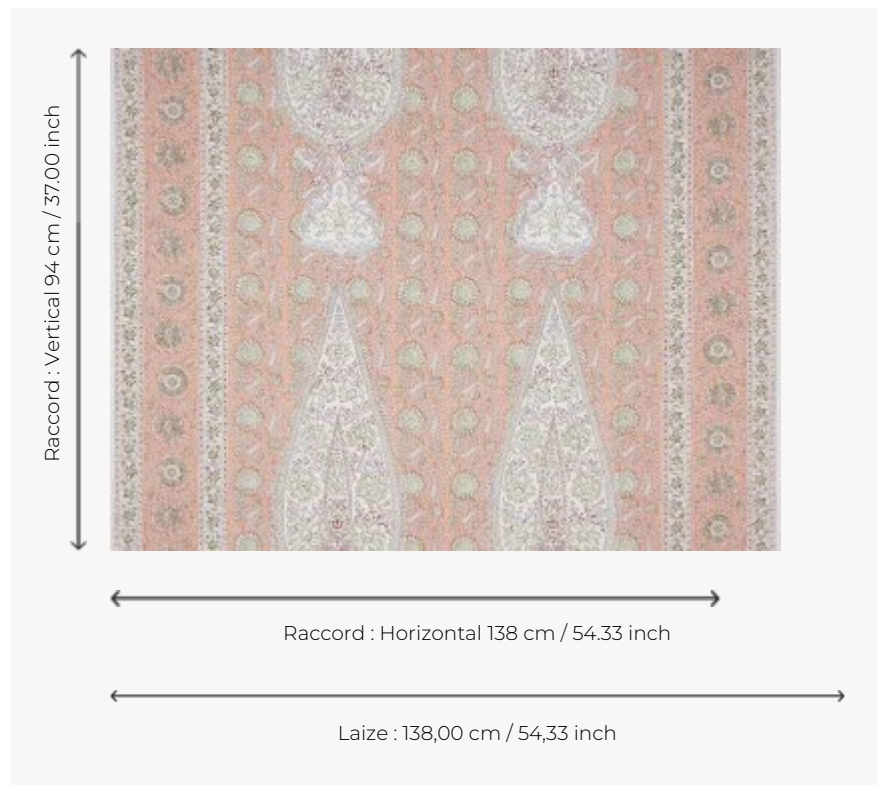 Raccord : Vertical 94 cm / 37.00 inch
Raccord : Horizontal 138 cm / 54.33 inch
Laize : 138,00 cm / 54,33 inch